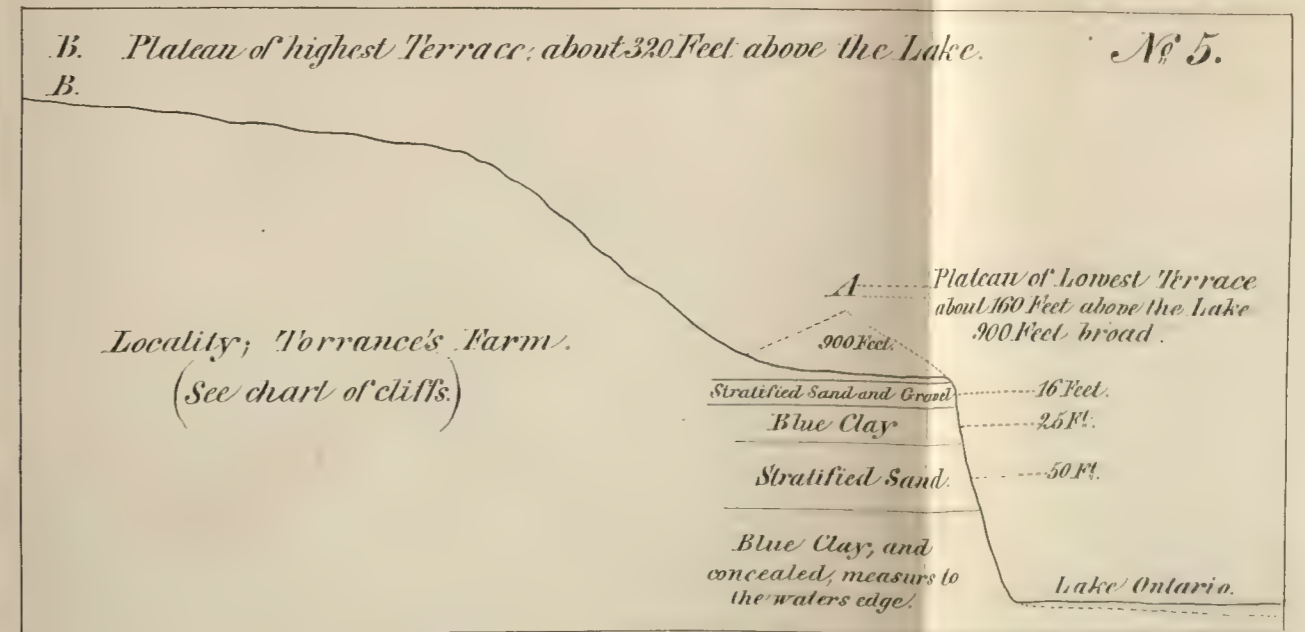 B. Plateau of highest Terrace; about 320 Feet above the Lake.
No 5.
B.
A
Plateau of Lowest Terrace
about 160 Feet above the Lake
900 Feet broad.
900 Feet.
Locality; Torrance's Farm.
(See chart of cliffs.)
Stratified Sand and Gravel
16 Feet.
Blue Clay
25 Ft.
Stratified Sand.
50 Ft.
Blue Clay, and
concealed, measurs to
the waters edge.
Lake Ontario.